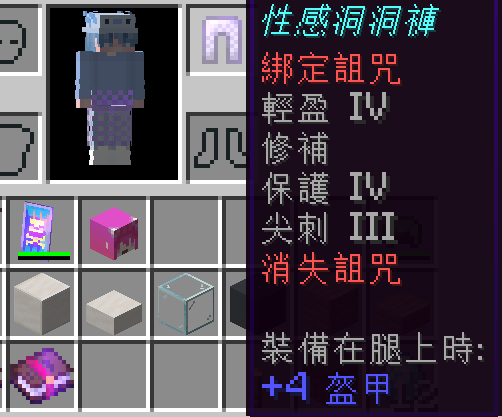 性感洞洞褲
綁定詛咒
輕盈 IV
修補
保護 IV
尖刺 III
消失詛咒
裝備在腿上時:
+4 盔甲